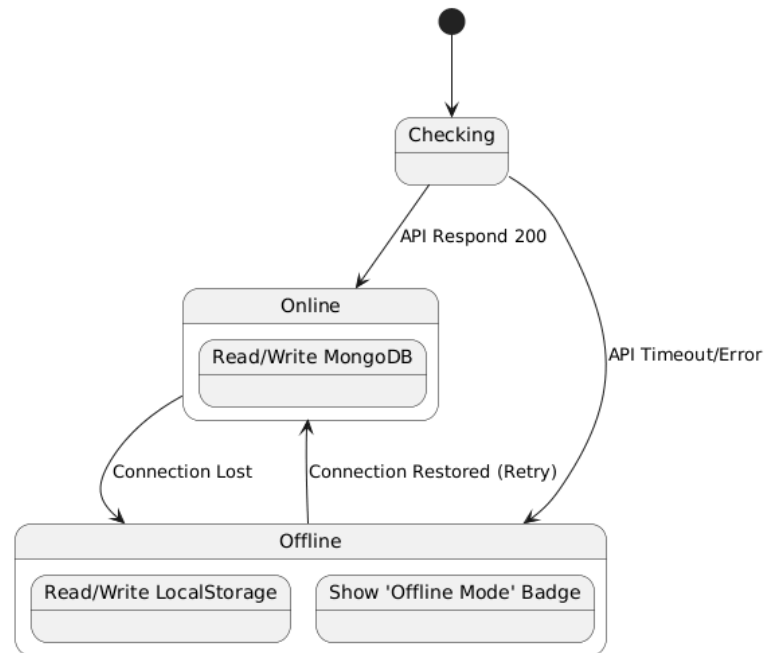 Checking
API Respond 200
Online
Read/Write MongoDB
API Timeout/Error
Connection Lost
Connection Restored (Retry)
Offline
Read/Write LocalStorage
Show 'Offline Mode' Badge